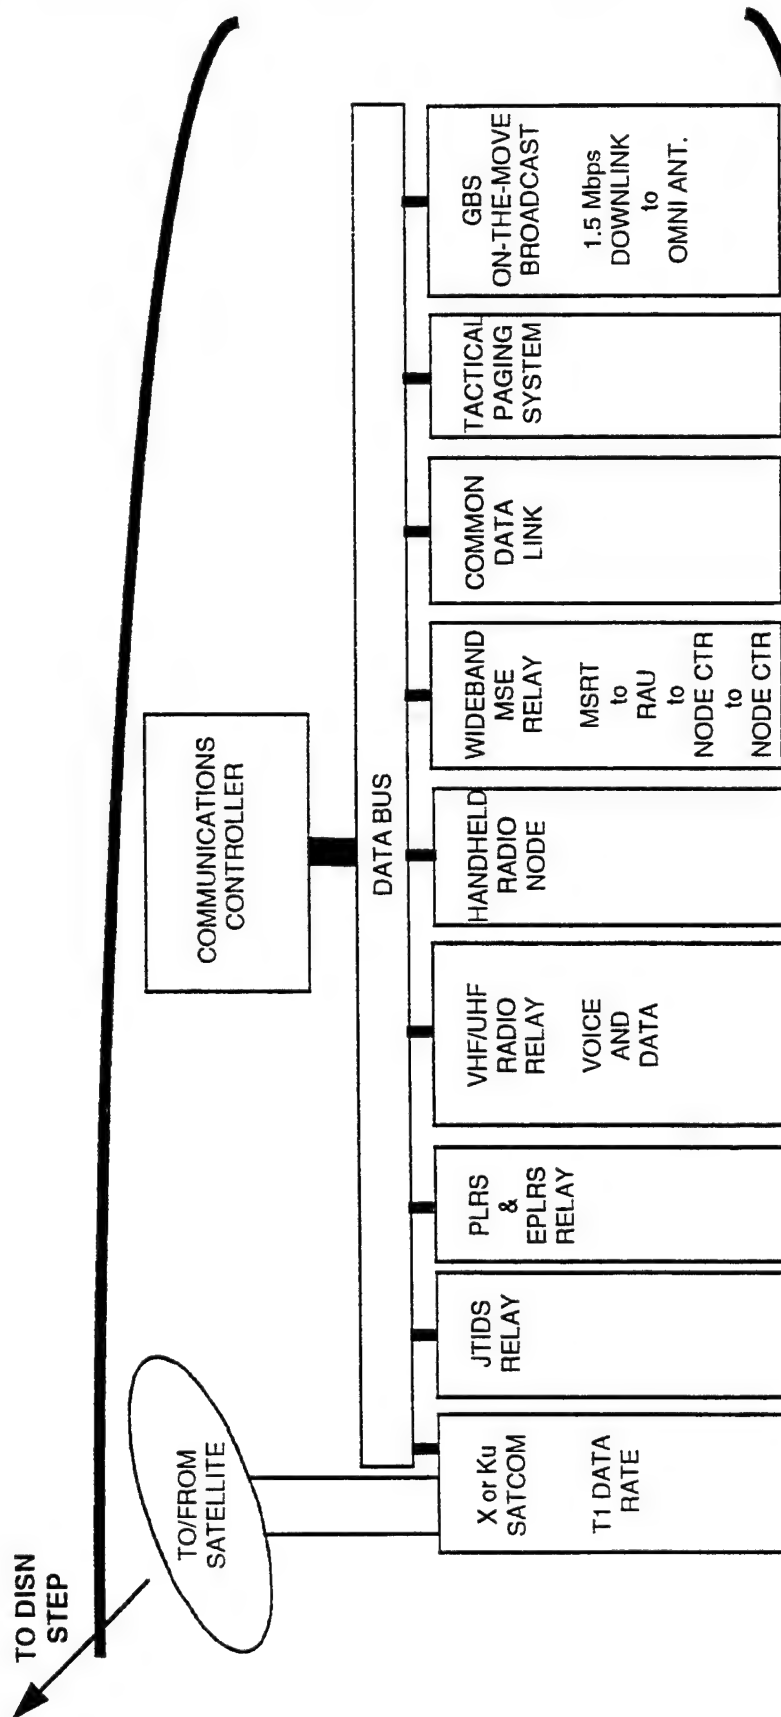 TO DISN
STEP
TO/FROM
SATELLITE
COMMUNICATIONS
CONTROLLER
DATA BUS
X or Ku
SATCOM
T1 DATA
RATE
JTIDS
RELAY
PLRS
&
EPLRS
RELAY
VHF/UHF
RADIO
RELAY
VOICE
AND
DATA
HANDHELD
RADIO
NODE
WIDEBAND
MSE
RELAY
MSRT
to
RAU
to
NODE CTR
to
NODE CTR
COMMON
DATA
LINK
TACTICAL
PAGING
SYSTEM
GBS
ON-THE-MOVE
BROADCAST
1.5 Mbps
DOWNLINK
to
OMNI ANT.